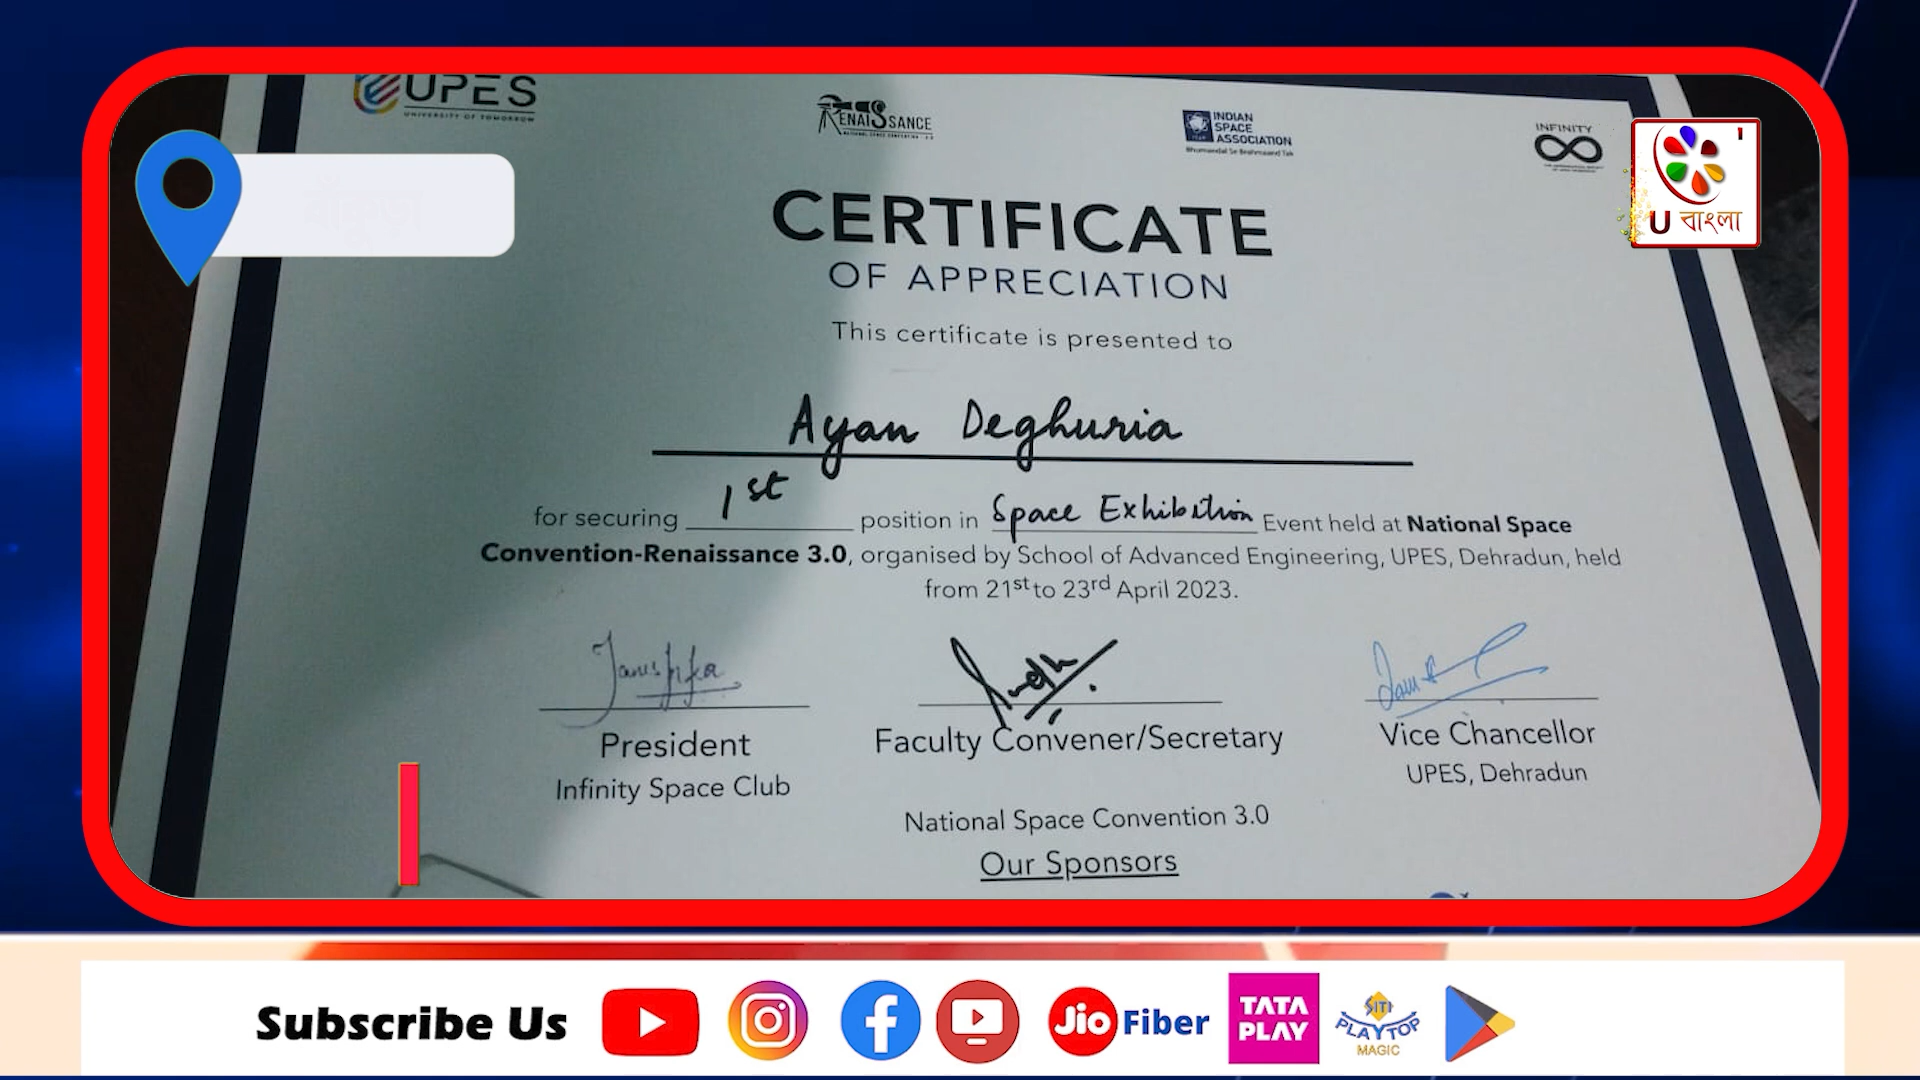 UPES
UNIVERSITY OF TOMORROW
RENAISSANCE
INDIAN
SPACE
ASSOCIATION
Bhumandal Se Brahmaand Tak
INFINITY
U বাংলা
CERTIFICATE
OF APPRECIATION
This certificate is presented to
Ayan Deghuria
for securing 1st position in Space Exhibition Event held at National Space
Convention-Renaissance 3.0, organised by School of Advanced Engineering, UPES, Dehradun, held
from 21st to 23rd April 2023.
President
Infinity Space Club
Faculty Convener/Secretary
Vice Chancellor
UPES, Dehradun
National Space Convention 3.0
Our Sponsors
Subscribe Us
Jio Fiber
TATA
PLAY
SITI
PLAYTOP
MAGIC